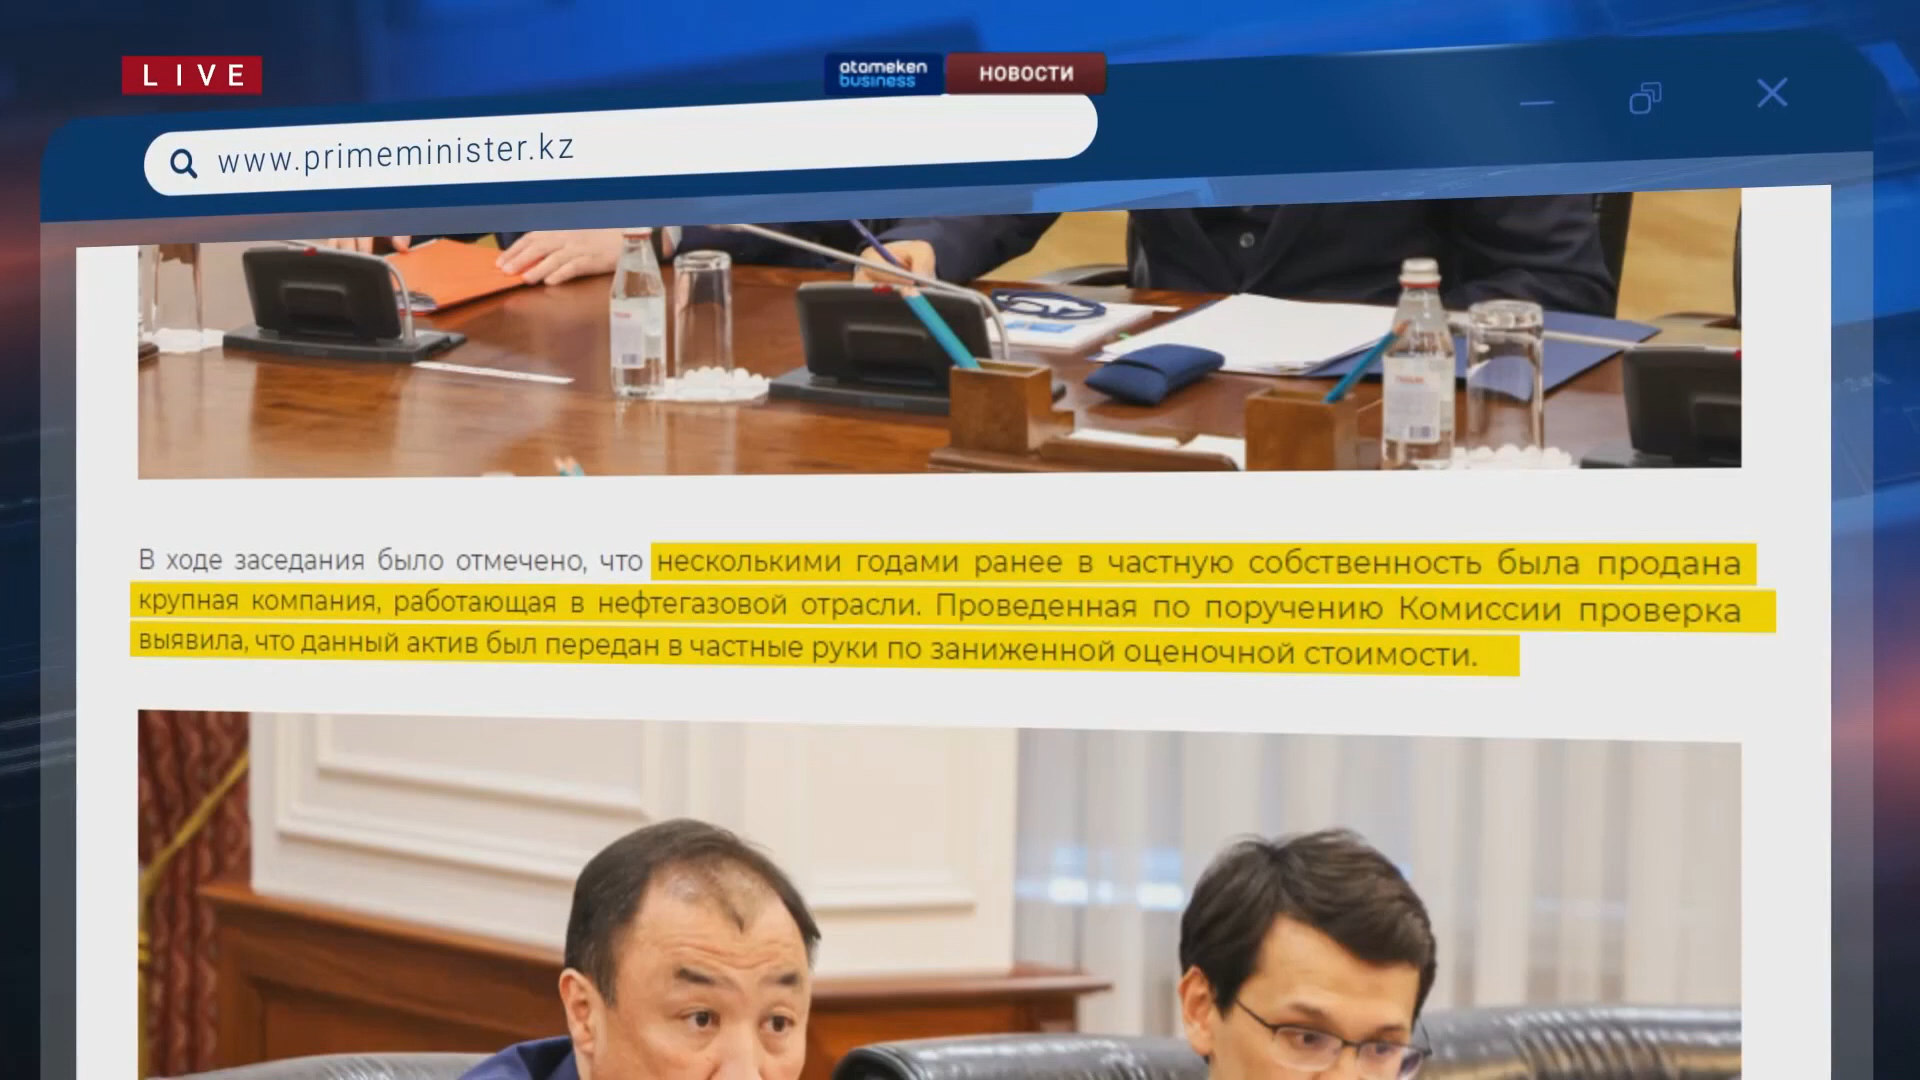 LIVE
atameken
business
НОВОСТИ
www.primeminister.kz
В ходе заседания было отмечено, что несколькими годами ранее в частную собственность была продана
крупная компания, работающая в нефтегазовой отрасли. Проведенная по поручению Комиссии проверка
выявила, что данный актив был передан в частные руки по заниженной оценочной стоимости.